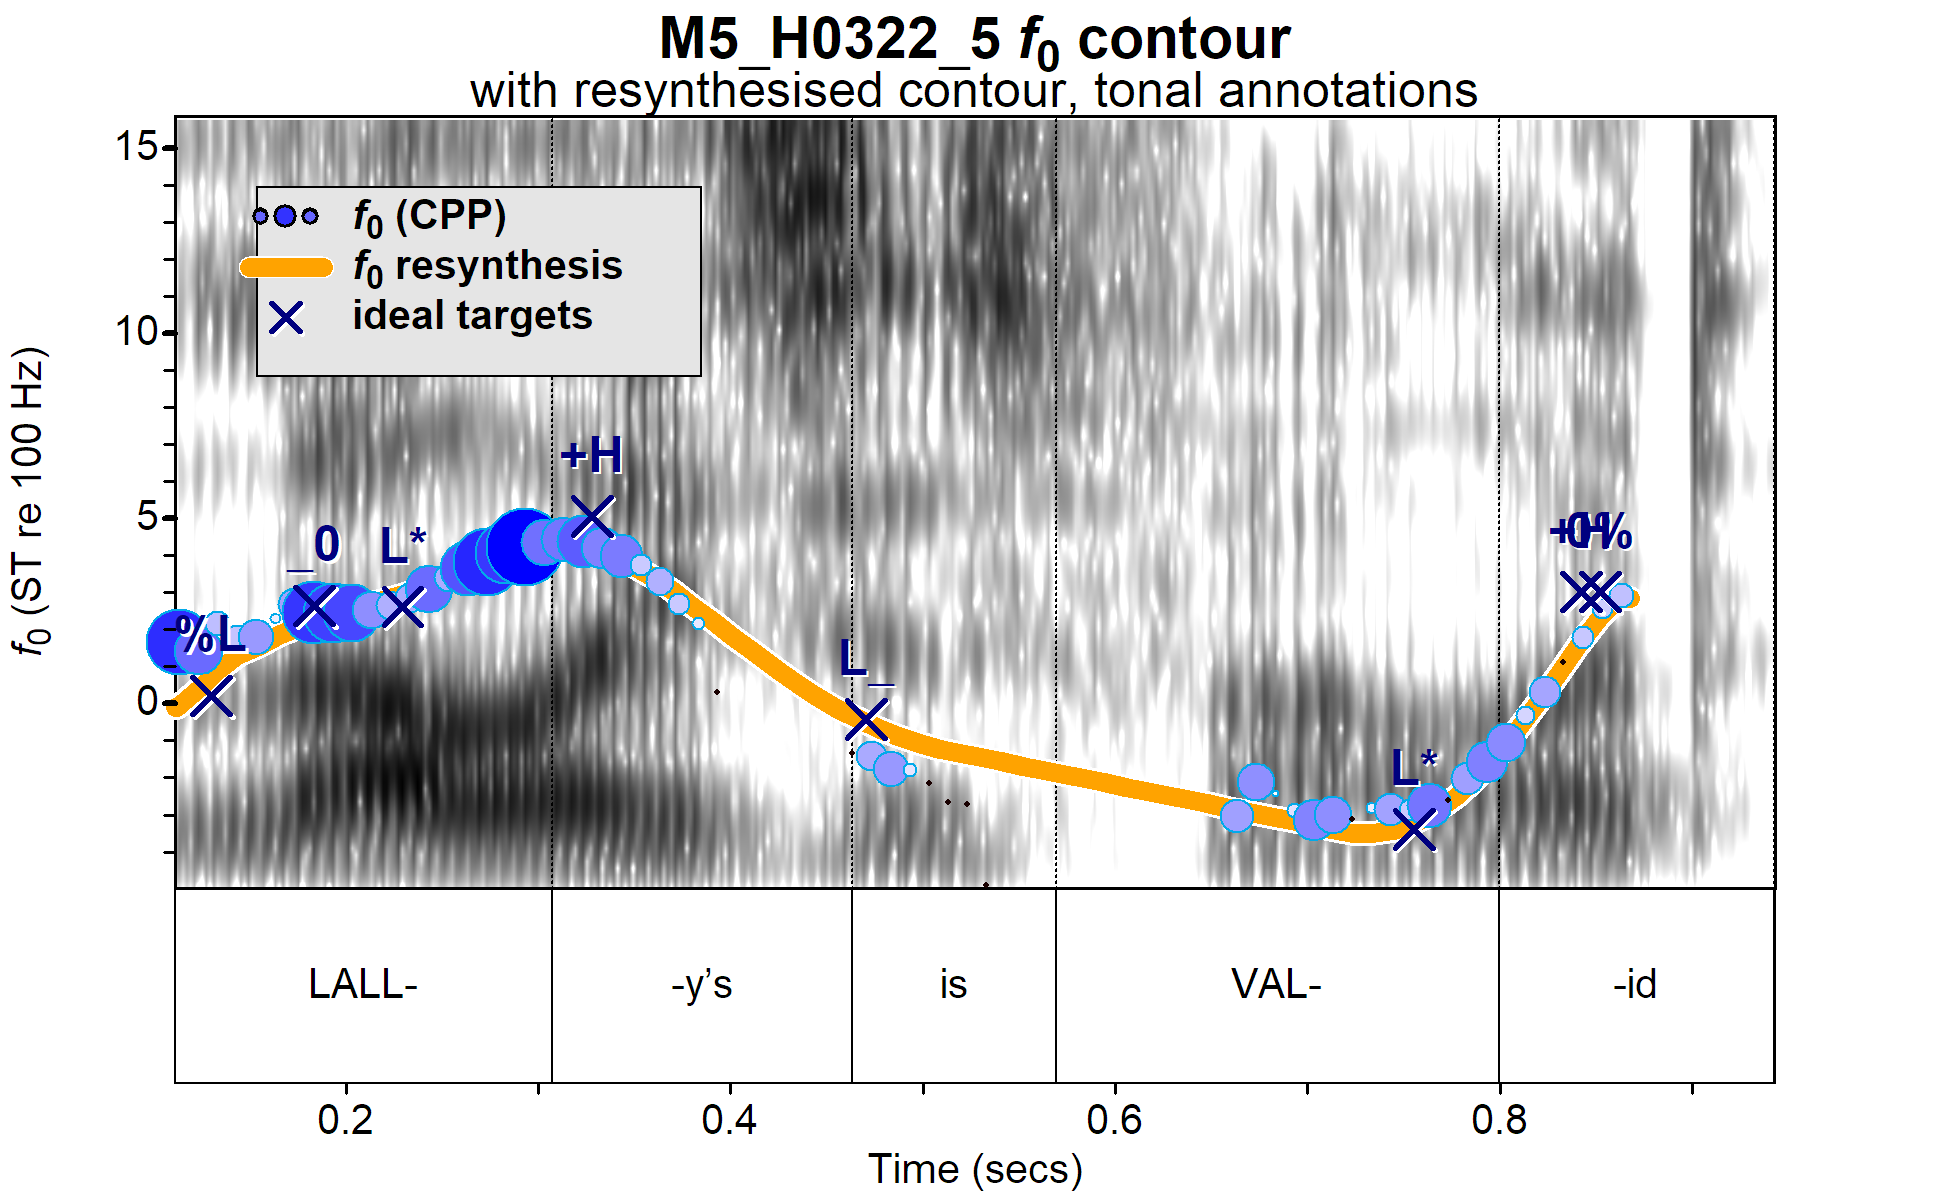 M5_H0322_5 f0 contour
with resynthesised contour, tonal annotations
f0 (CPP)
f0 resynthesis
ideal targets
15
10
5
0
f0 (ST re 100 Hz)
%L
_0
L*
+H
L_
L*
+H
0%
LALL-
-y’s
is
VAL-
-id
0.2
0.4
0.6
0.8
Time (secs)